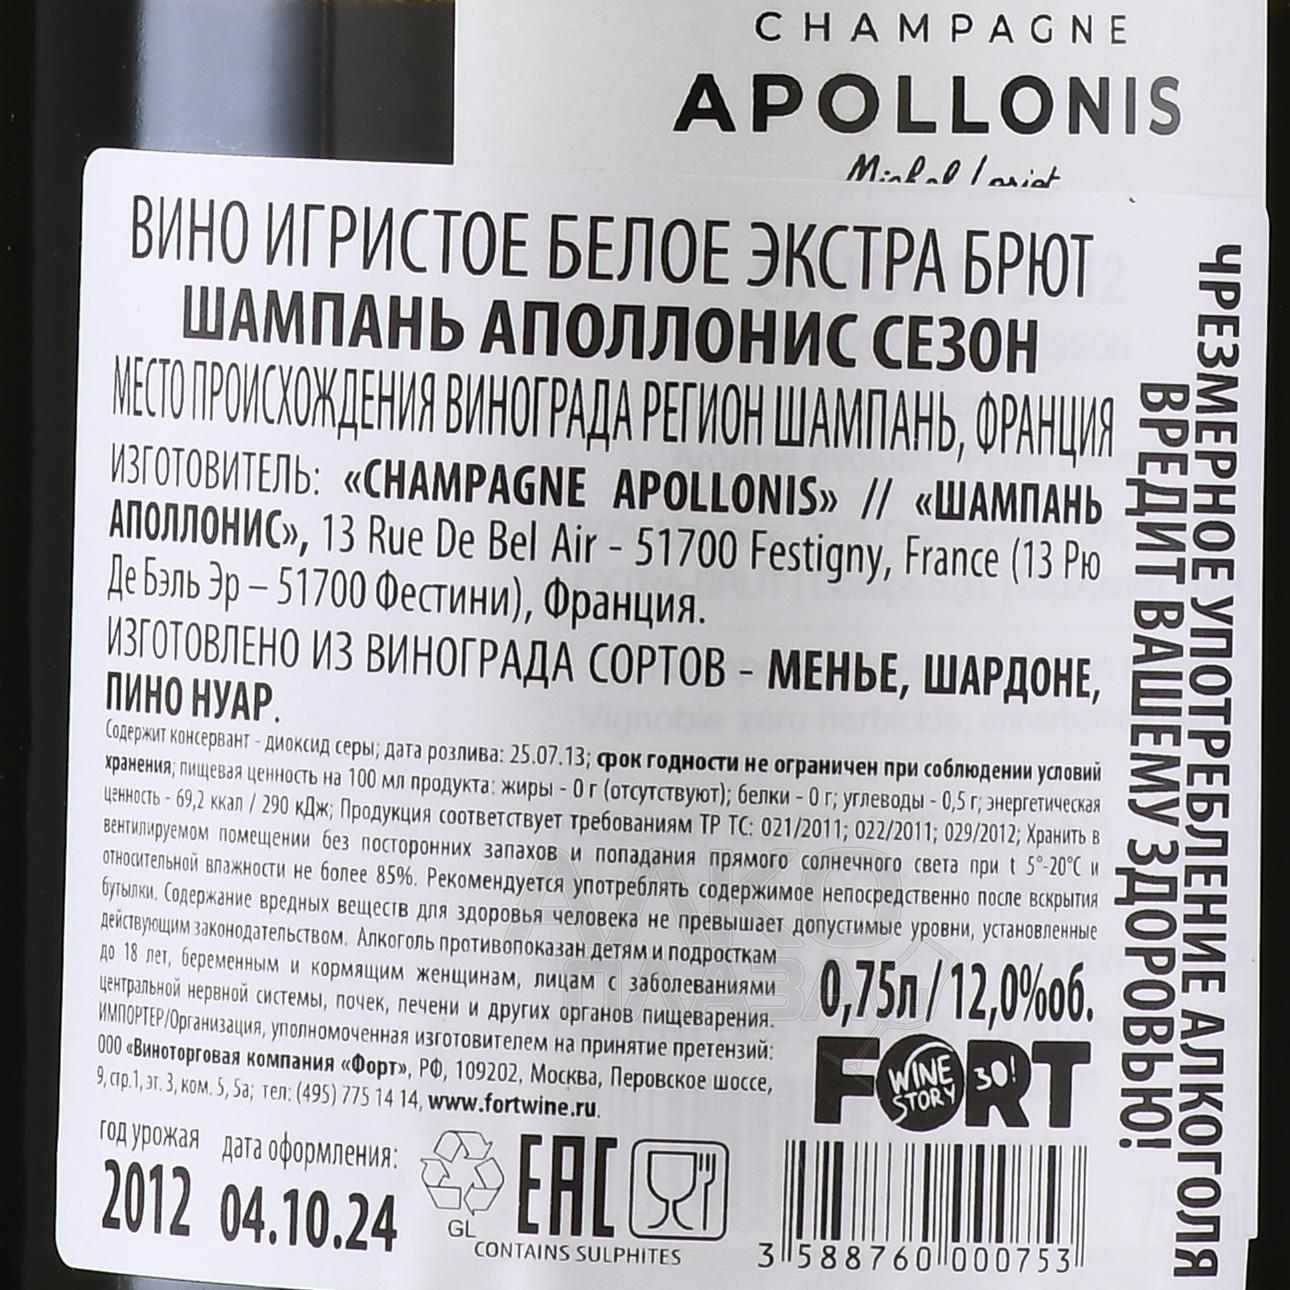 CHAMPAGNE
APOLLONIS
Michel Loriot
ВИНО ИГРИСТОЕ БЕЛОЕ ЭКСТРА БРЮТ
ШАМПАНЬ АПОЛЛОНИС СЕЗОН
МЕСТО ПРОИСХОЖДЕНИЯ ВИНОГРАДА РЕГИОН ШАМПАНЬ, ФРАНЦИЯ
ИЗГОТОВИТЕЛЬ: «CHAMPAGNE APOLLONIS» // «ШАМПАНЬ
АПОЛЛОНИС», 13 Rue De Bel Air - 51700 Festigny, France (13 Рю
Де Бэль Эр – 51700 Фестини), Франция.
ИЗГОТОВЛЕНО ИЗ ВИНОГРАДА СОРТОВ - МЕНЬЕ, ШАРДОНЕ,
ПИНО НУАР.
Содержит консервант - диоксид серы; дата розлива: 25.07.13; срок годности не ограничен при соблюдении условий
хранения; пищевая ценность на 100 мл продукта: жиры - 0 г (отсутствуют); белки - 0 г; углеводы - 0,5 г; энергетическая
ценность - 69,2 ккал / 290 кДж; Продукция соответствует требованиям ТР ТС: 021/2011; 022/2011; 029/2012; Хранить в
вентилируемом помещении без посторонних запахов и попадания прямого солнечного света при t 5°-20°C и
относительной влажности не более 85%. Рекомендуется употреблять содержимое непосредственно после вскрытия
бутылки. Содержание вредных веществ для здоровья человека не превышает допустимые уровни, установленные
действующим законодательством. Алкоголь противопоказан детям и подросткам
до 18 лет, беременным и кормящим женщинам, лицам с заболеваниями
центральной нервной системы, почек, печени и других органов пищеварения.
ИМПОРТЕР/Организация, уполномоченная изготовителем на принятие претензий:
ООО «Виноторговая компания «Форт», РФ, 109202, Москва, Перовское шоссе,
9, стр.1, эт. 3, ком. 5, 5а; тел: (495) 775 14 14, www.fortwine.ru.
0,75л / 12,0%об.
FORT
WINE STORY 30!
год урожая
2012
дата оформления:
04.10.24
GL
EAC
CONTAINS SULPHITES
3 588760 000753
ЧРЕЗМЕРНОЕ УПОТРЕБЛЕНИЕ АЛКОГОЛЯ
ВРЕДИТ ВАШЕМУ ЗДОРОВЬЮ!
АЛКО
ПЛАЗА